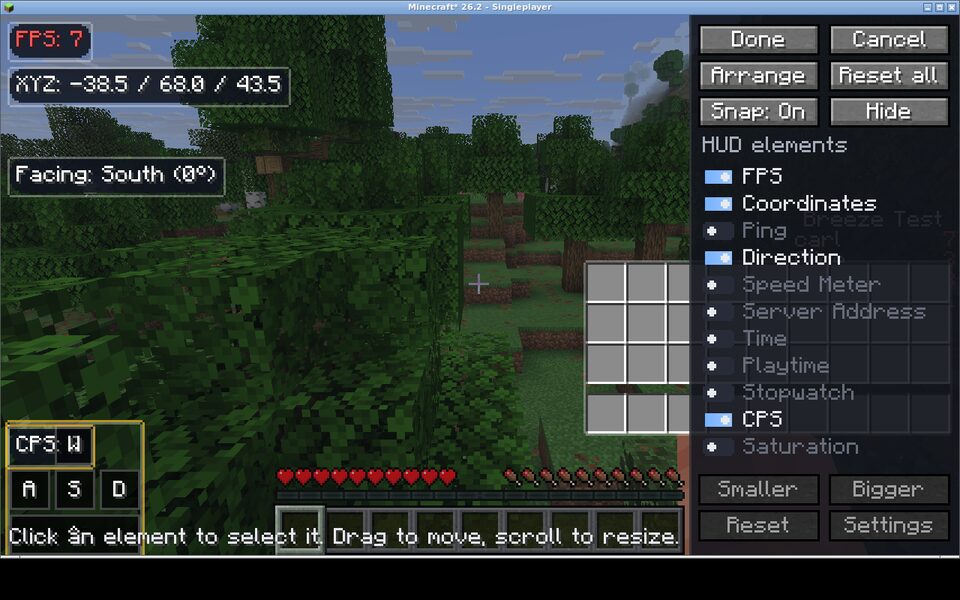 Minecraft* 26.2 - Singleplayer
FPS: 7
XYZ: -38.5 / 68.0 / 43.5
Facing: South (0°)
CPS: W
A S D
Click an element to select it. Drag to move, scroll to resize.
Done Cancel
Arrange Reset all
Snap: On Hide
HUD elements
FPS
Coordinates
Breeze Test
Ping
carl
Direction
Speed Meter
Server Address
Time
Playtime
Stopwatch
CPS
Saturation
Smaller Bigger
Reset Settings